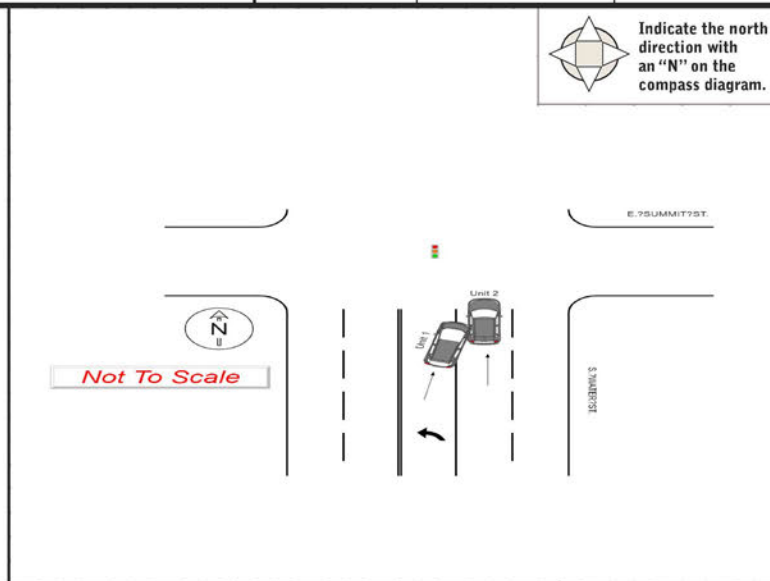 Indicate the north
direction with
an “N” on the
compass diagram.
E.?SUMMIT?ST.
Unit 2
N
Unit 1
Not To Scale
S.?WATER?ST.